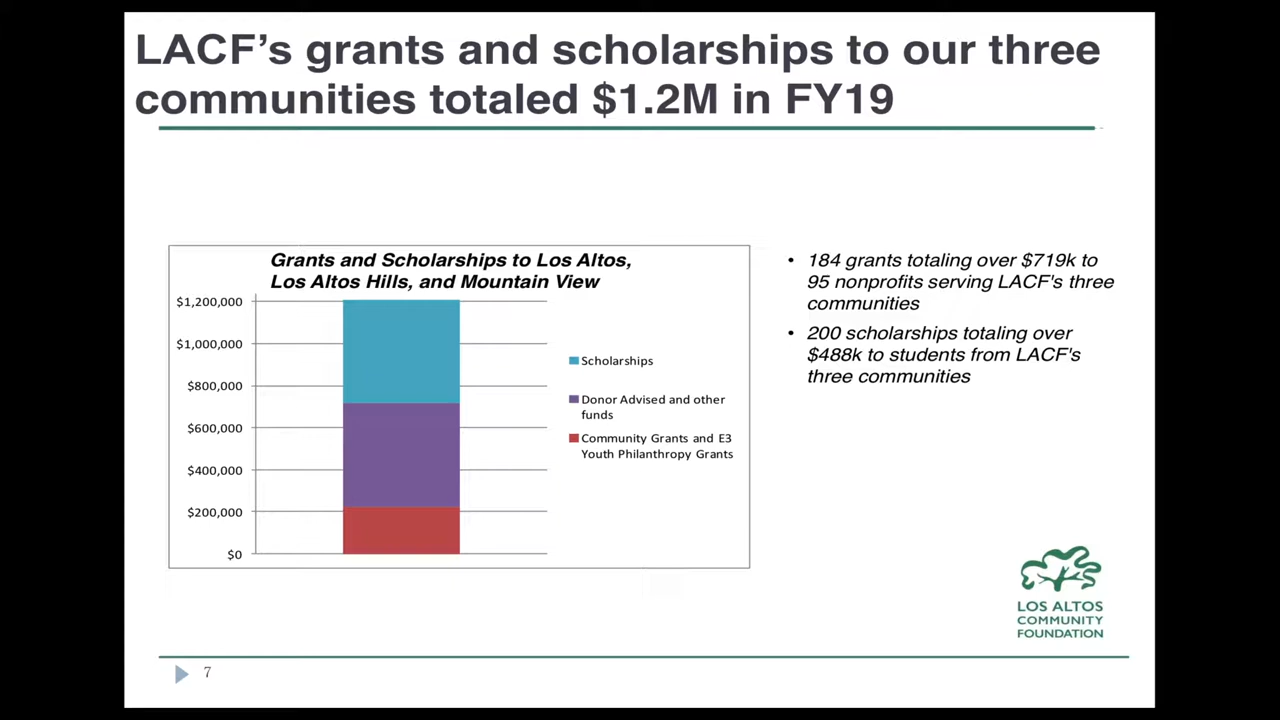 LACF’s grants and scholarships to our three
communities totaled $1.2M in FY19
Grants and Scholarships to Los Altos,
Los Altos Hills, and Mountain View
$1,200,000
$1,000,000
$800,000
$600,000
$400,000
$200,000
$0
Scholarships
Donor Advised and other
funds
Community Grants and E3
Youth Philanthropy Grants
• 184 grants totaling over $719k to
95 nonprofits serving LACF's three
communities
• 200 scholarships totaling over
$488k to students from LACF's
three communities
LOS ALTOS
COMMUNITY
FOUNDATION
7